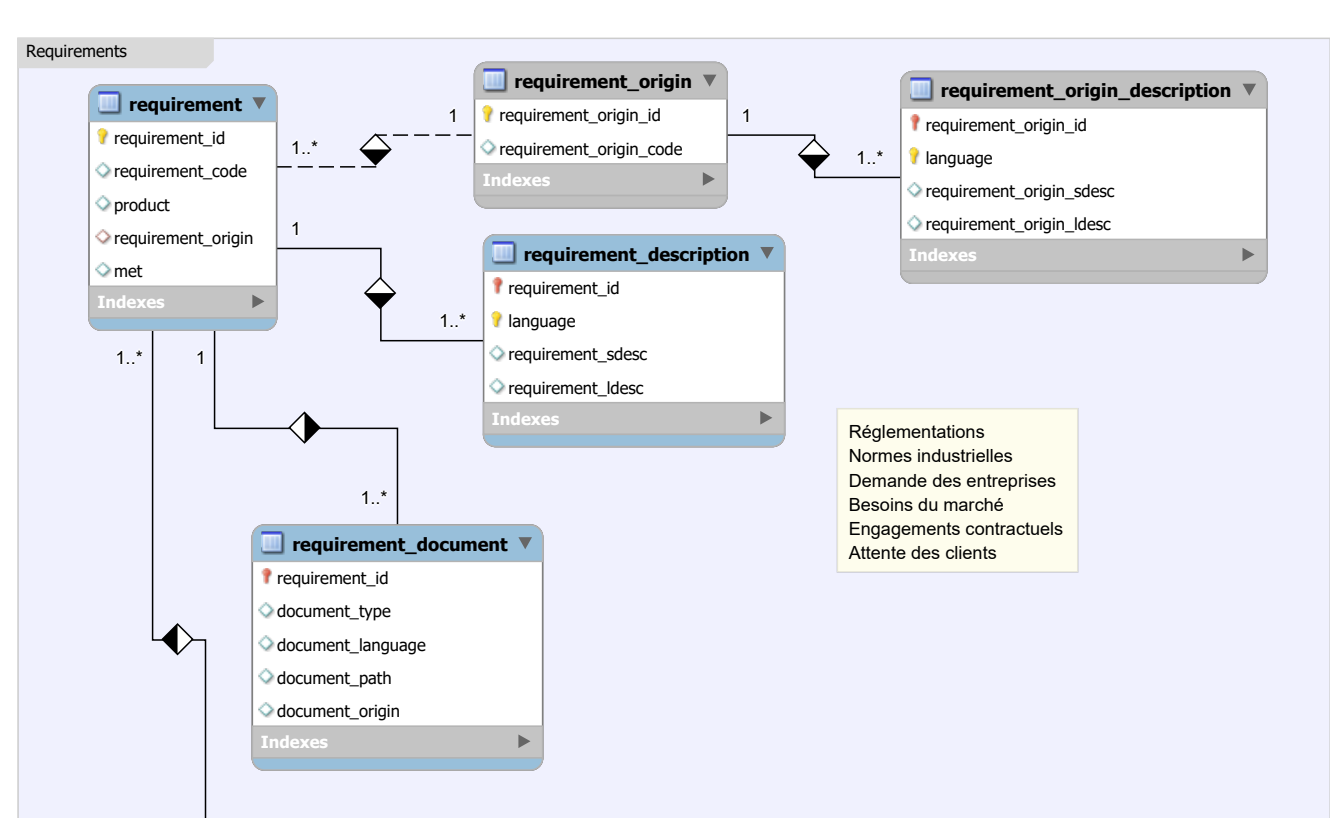 Requirements
requirement
requirement_id
requirement_code
product
requirement_origin
met
Indexes
1..*
1
requirement_origin
requirement_origin_id
requirement_origin_code
Indexes
1
1..*
requirement_origin_description
requirement_origin_id
language
requirement_origin_sdesc
requirement_origin_ldesc
Indexes
1
1..*
requirement_description
requirement_id
language
requirement_sdesc
requirement_ldesc
Indexes
1..*
1
1..*
requirement_document
requirement_id
document_type
document_language
document_path
document_origin
Indexes
Réglementations
Normes industrielles
Demande des entreprises
Besoins du marché
Engagements contractuels
Attente des clients